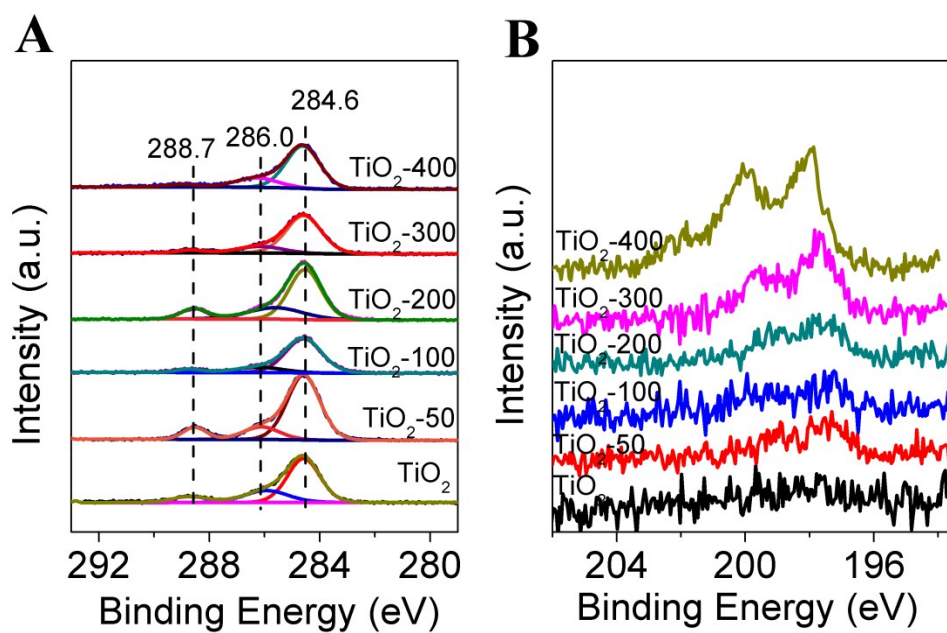 A
284.6
286.0
288.7
TiO2-400
TiO2-300
TiO2-200
TiO2-100
TiO2-50
TiO2
Intensity (a.u.)
292 288 284 280
Binding Energy (eV)
B
TiO2-400
TiO2-300
TiO2-200
TiO2-100
TiO2-50
TiO2
Intensity (a.u.)
204 200 196
Binding Energy (eV)